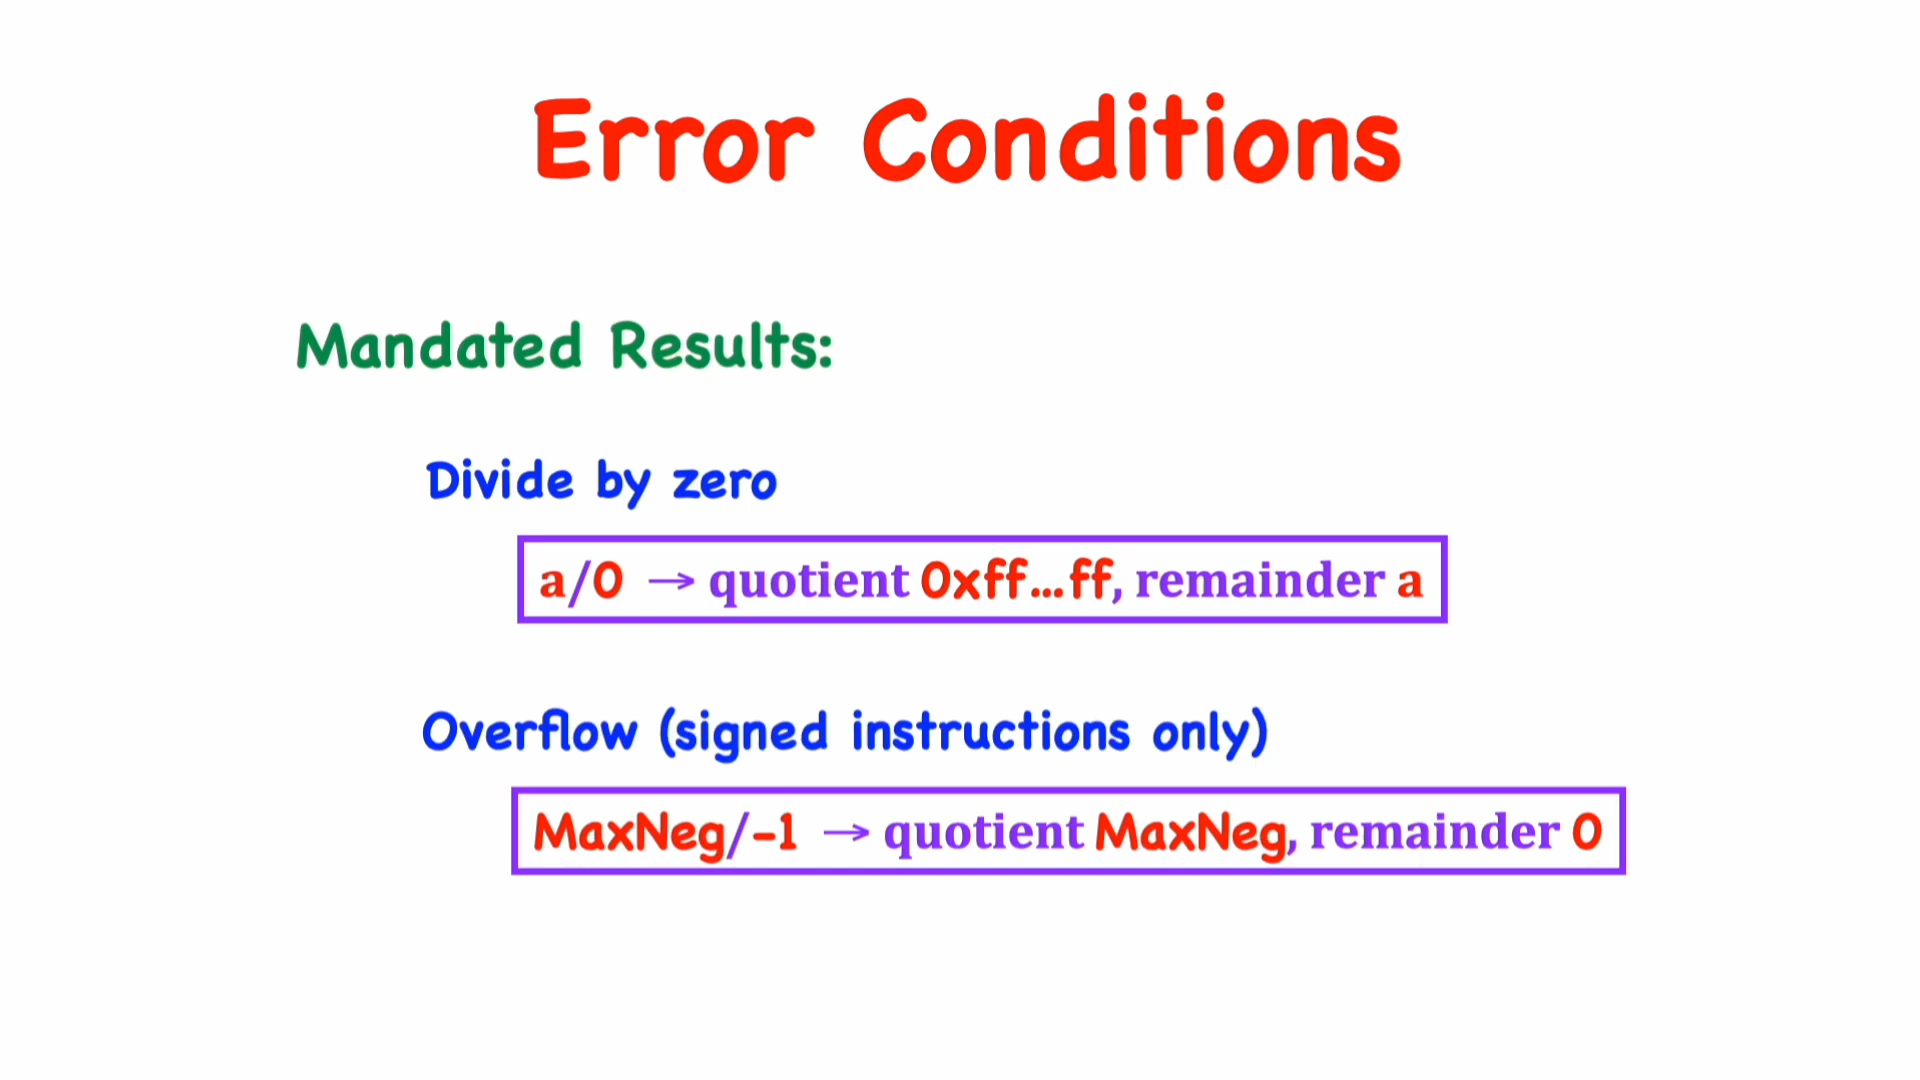 Error Conditions
Mandated Results:
Divide by zero
a/0 → quotient 0xff...ff, remainder a
Overflow (signed instructions only)
MaxNeg/-1 → quotient MaxNeg, remainder 0